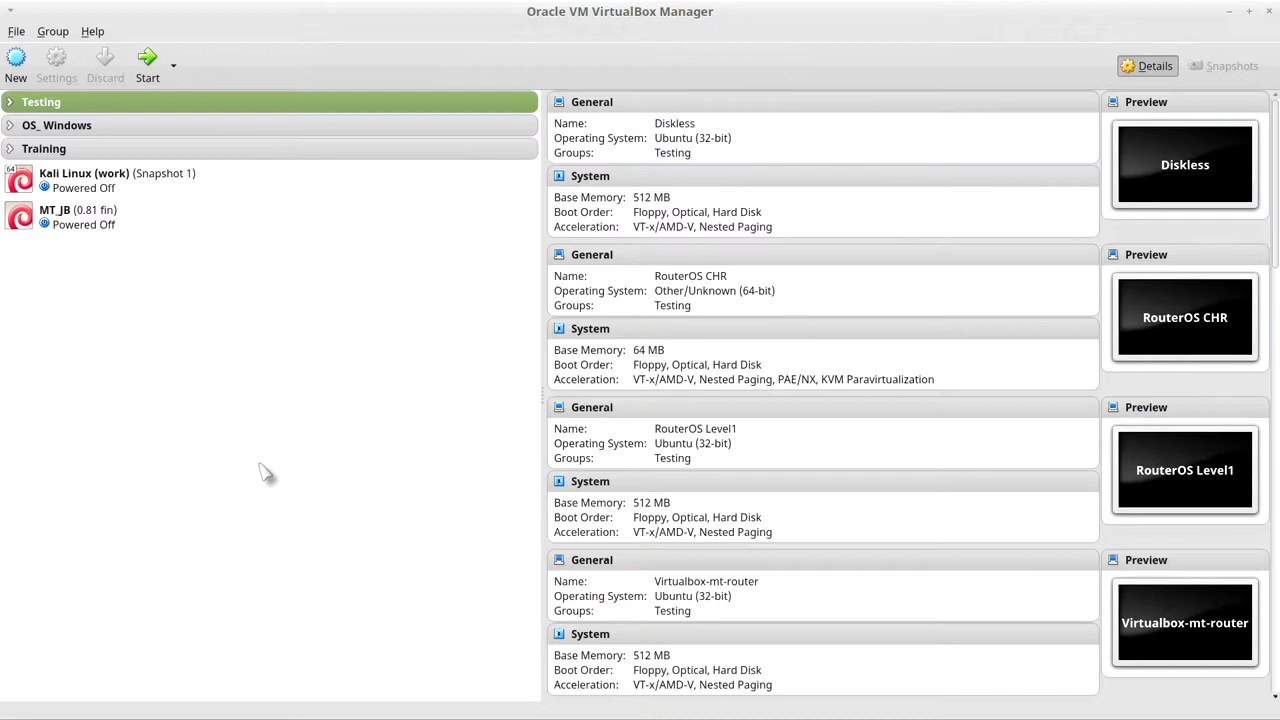 Oracle VM VirtualBox Manager
File Group Help
New Settings Discard Start
Details Snapshots
Testing
OS_ Windows
Training
64
Kali Linux (work) (Snapshot 1)
Powered Off
MT_JB (0.81 fin)
Powered Off
General
Name: Diskless
Operating System: Ubuntu (32-bit)
Groups: Testing
System
Base Memory: 512 MB
Boot Order: Floppy, Optical, Hard Disk
Acceleration: VT-x/AMD-V, Nested Paging
Preview
Diskless
General
Name: RouterOS CHR
Operating System: Other/Unknown (64-bit)
Groups: Testing
System
Base Memory: 64 MB
Boot Order: Floppy, Optical, Hard Disk
Acceleration: VT-x/AMD-V, Nested Paging, PAE/NX, KVM Paravirtualization
Preview
RouterOS CHR
General
Name: RouterOS Level1
Operating System: Ubuntu (32-bit)
Groups: Testing
System
Base Memory: 512 MB
Boot Order: Floppy, Optical, Hard Disk
Acceleration: VT-x/AMD-V, Nested Paging
Preview
RouterOS Level1
General
Name: Virtualbox-mt-router
Operating System: Ubuntu (32-bit)
Groups: Testing
System
Base Memory: 512 MB
Boot Order: Floppy, Optical, Hard Disk
Acceleration: VT-x/AMD-V, Nested Paging
Preview
Virtualbox-mt-router